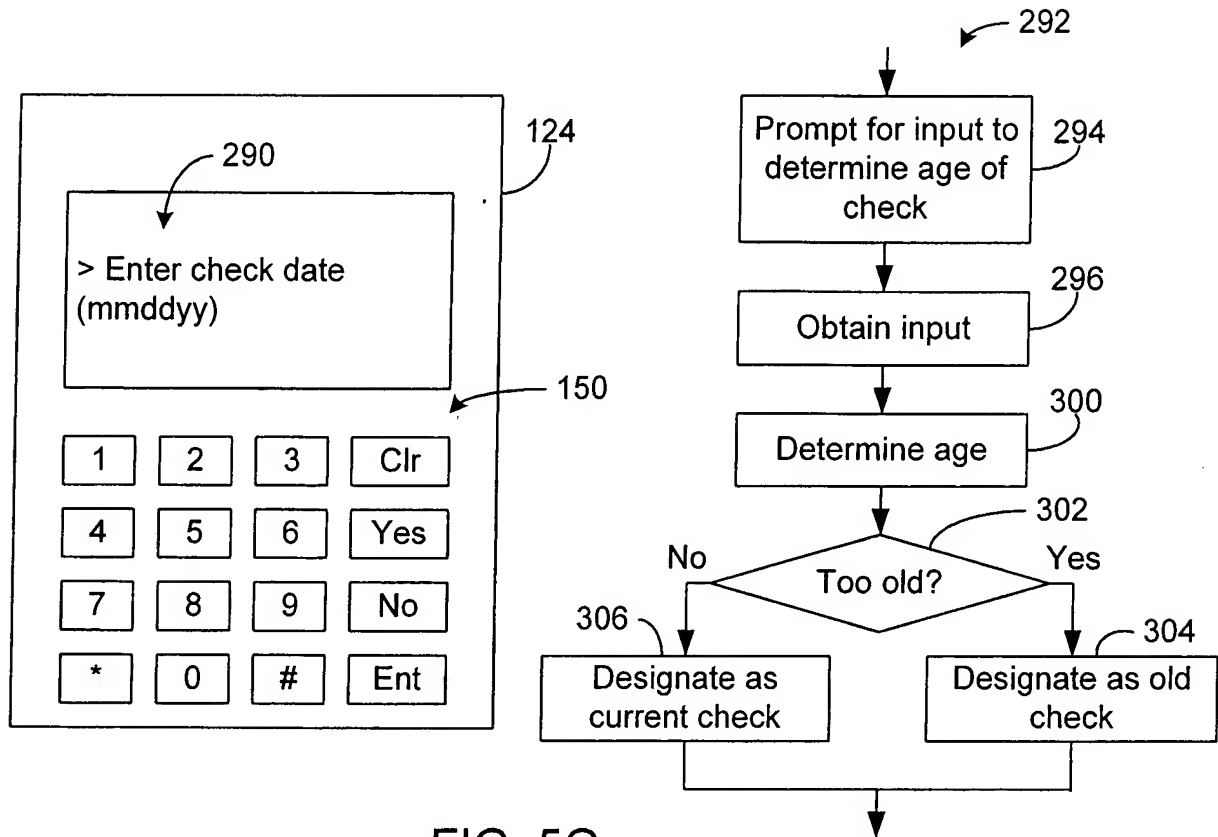 292
124
290
> Enter check date
(mmddyy)
150
1 2 3 Clr
4 5 6 Yes
7 8 9 No
* 0 # Ent
Prompt for input to
determine age of
check
294
Obtain input
296
Determine age
300
Too old?
302
No
Yes
306
Designate as
current check
304
Designate as old
check
FIG. 5C